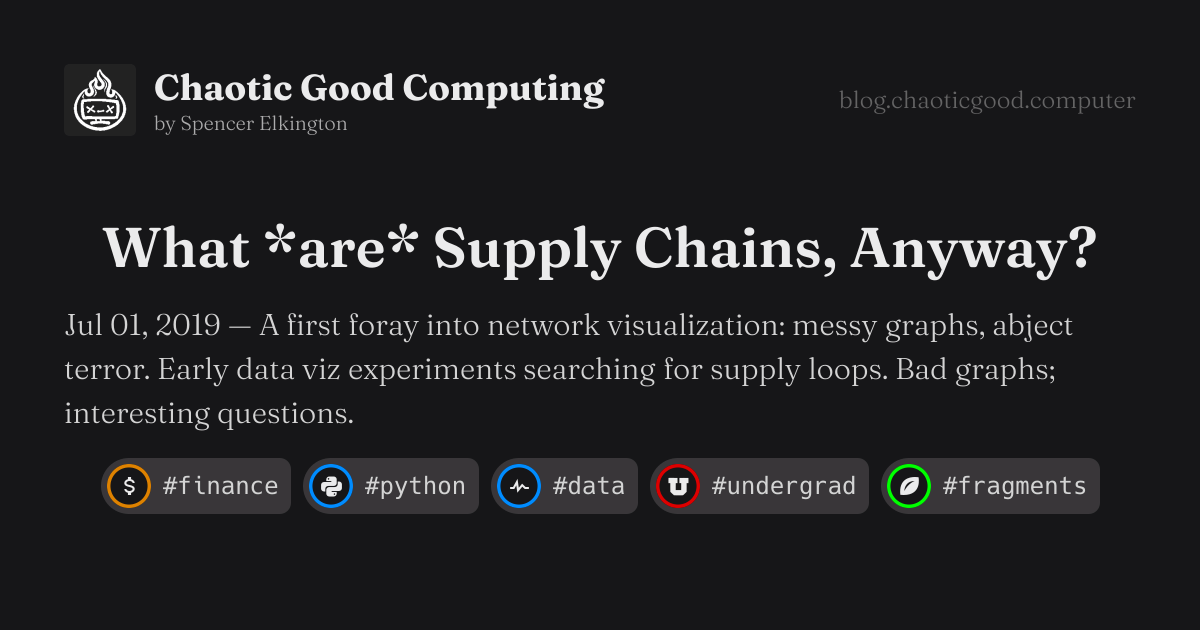 Chaotic Good Computing
by Spencer Elkington
blog.chaoticgood.computer
What *are* Supply Chains, Anyway?
Jul 01, 2019 — A first foray into network visualization: messy graphs, abject
terror. Early data viz experiments searching for supply loops. Bad graphs;
interesting questions.
#finance #python #data #undergrad #fragments